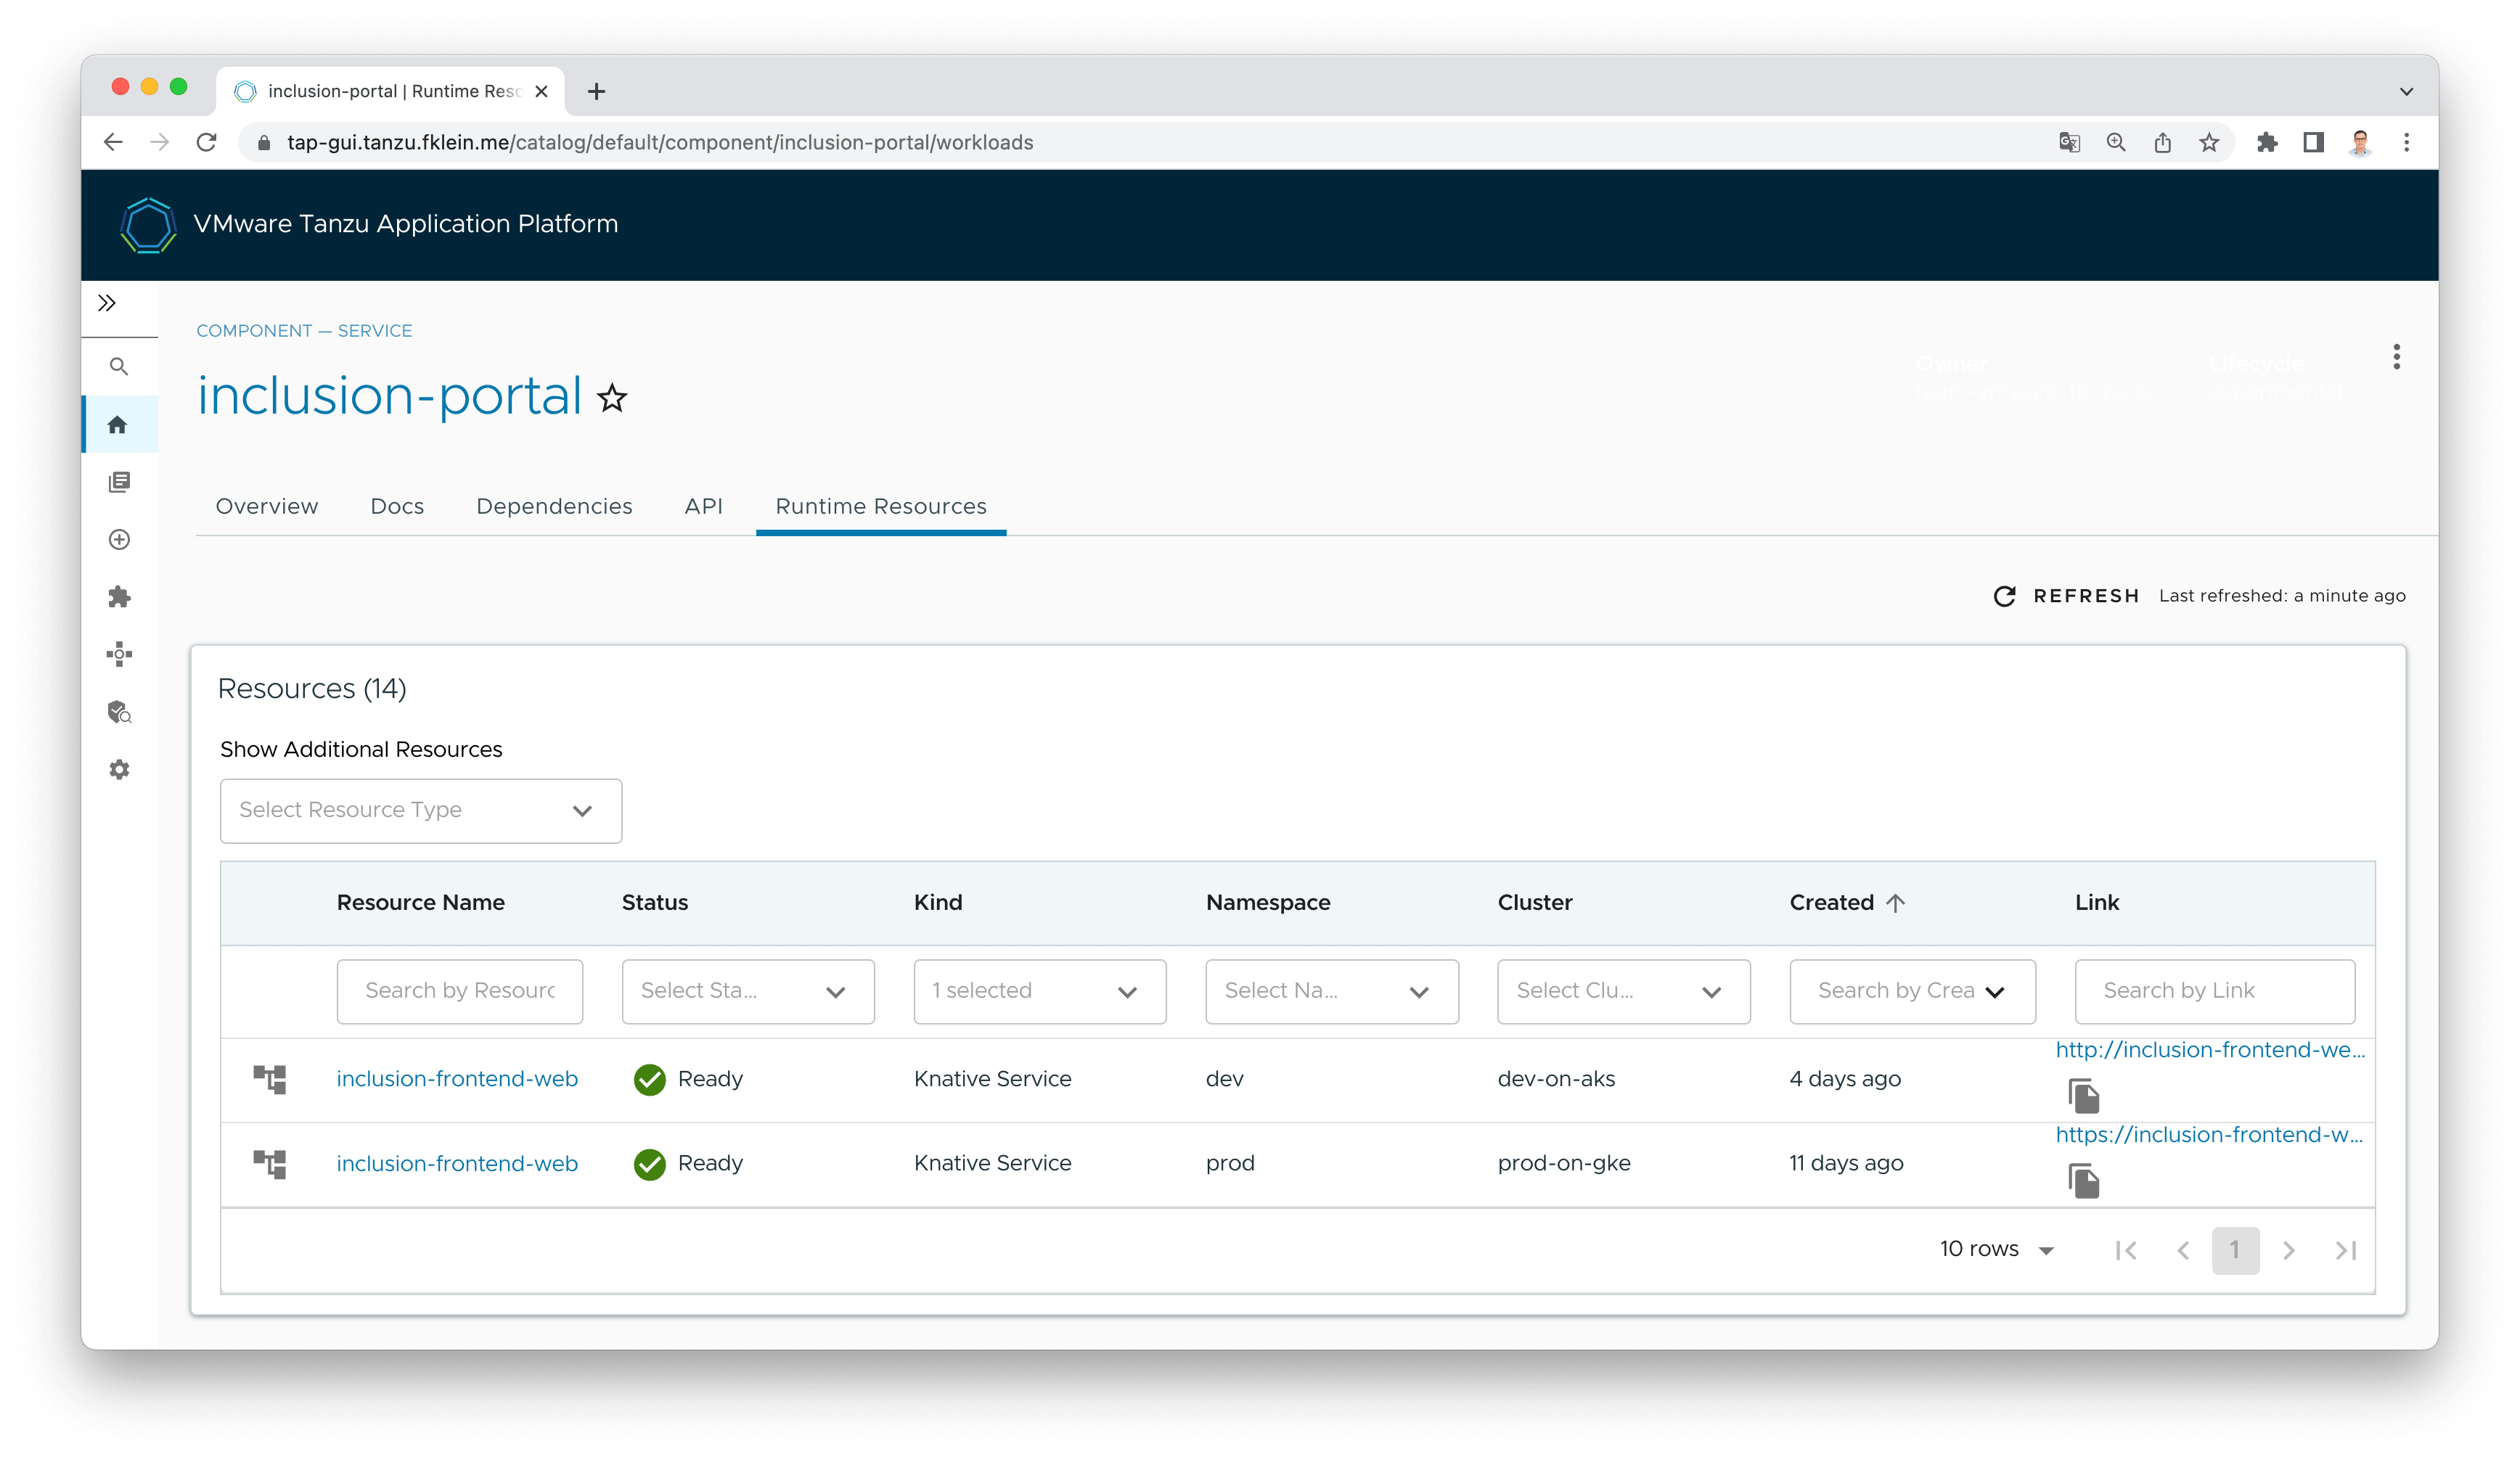 inclusion-portal | Runtime Reso
tap-gui.tanzu.fklein.me/catalog/default/component/inclusion-portal/workloads
VMware Tanzu Application Platform
COMPONENT — SERVICE
Owner
Lifecycle
inclusion-portal
Overview
Docs
Dependencies
API
Runtime Resources
REFRESH
Last refreshed: a minute ago
Resources (14)
Show Additional Resources
Select Resource Type
Resource Name
Status
Kind
Namespace
Cluster
Created
Link
Search by Resourc
Select Sta...
1 selected
Select Na...
Select Clu...
Search by Crea
Search by Link
inclusion-frontend-web
Ready
Knative Service
dev
dev-on-aks
4 days ago
http://inclusion-frontend-we...
inclusion-frontend-web
Ready
Knative Service
prod
prod-on-gke
11 days ago
https://inclusion-frontend-w...
10 rows
1